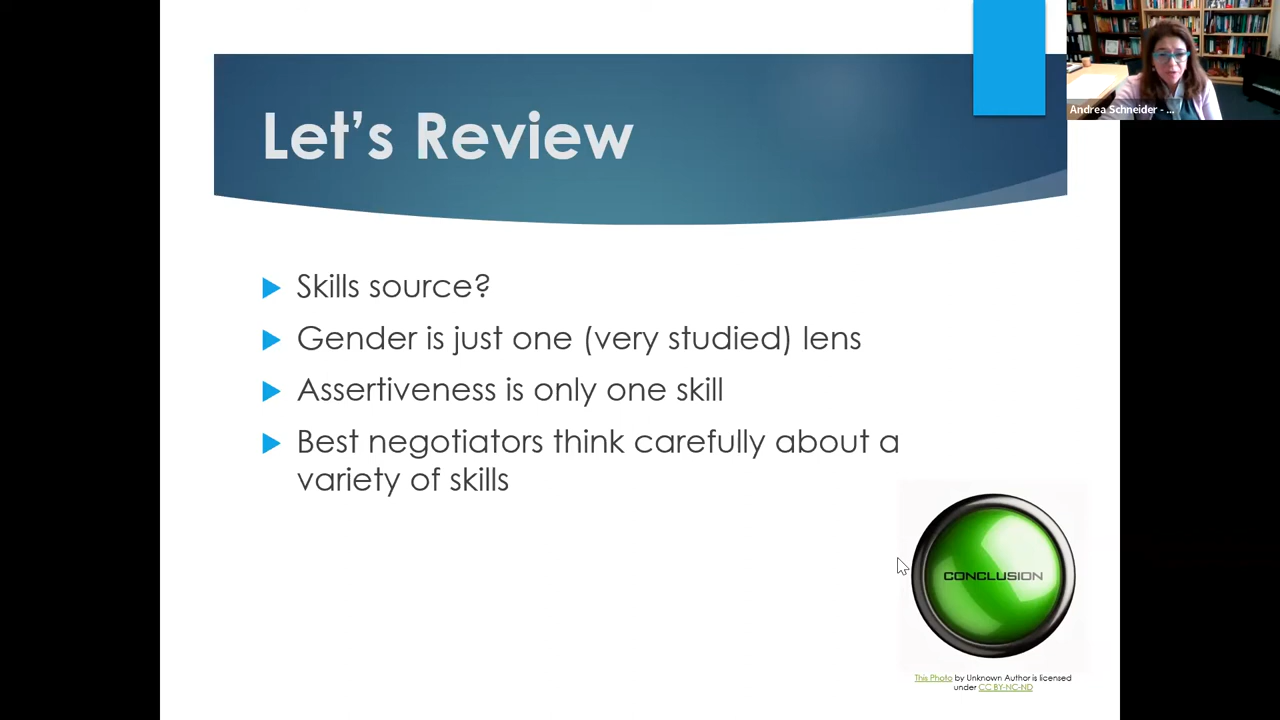 Andrea Schneider - ...
Let's Review
Skills source?
Gender is just one (very studied) lens
Assertiveness is only one skill
Best negotiators think carefully about a
variety of skills
CONCLUSION
This Photo by Unknown Author is licensed
under CC BY-NC-ND